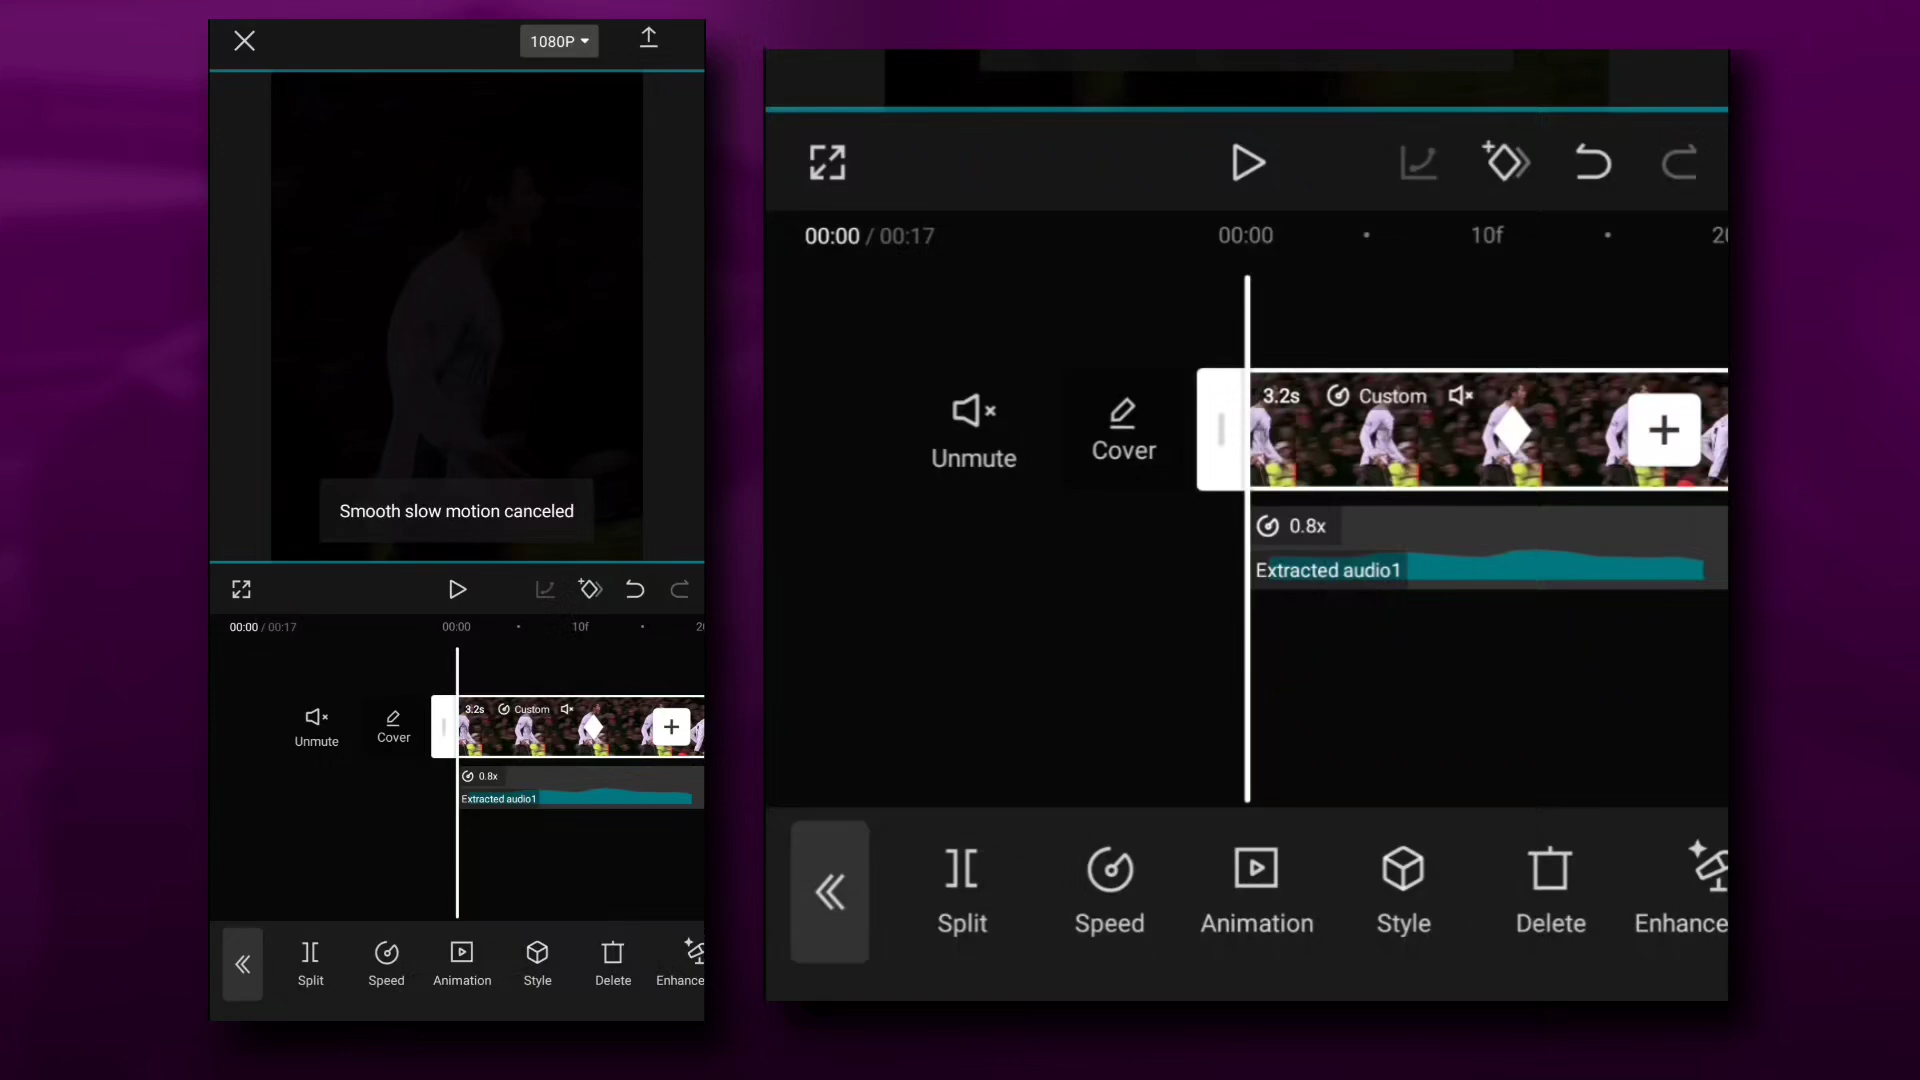 1080P
Smooth slow motion canceled
00:00 / 00:17
00:00
10f
3.2s
Custom
Unmute
Cover
0.8x
Extracted audio1
Split
Speed
Animation
Style
Delete
Enhance
00:00 / 00:17
00:00
10f
3.2s
Custom
Unmute
Cover
0.8x
Extracted audio1
Split
Speed
Animation
Style
Delete
Enhance